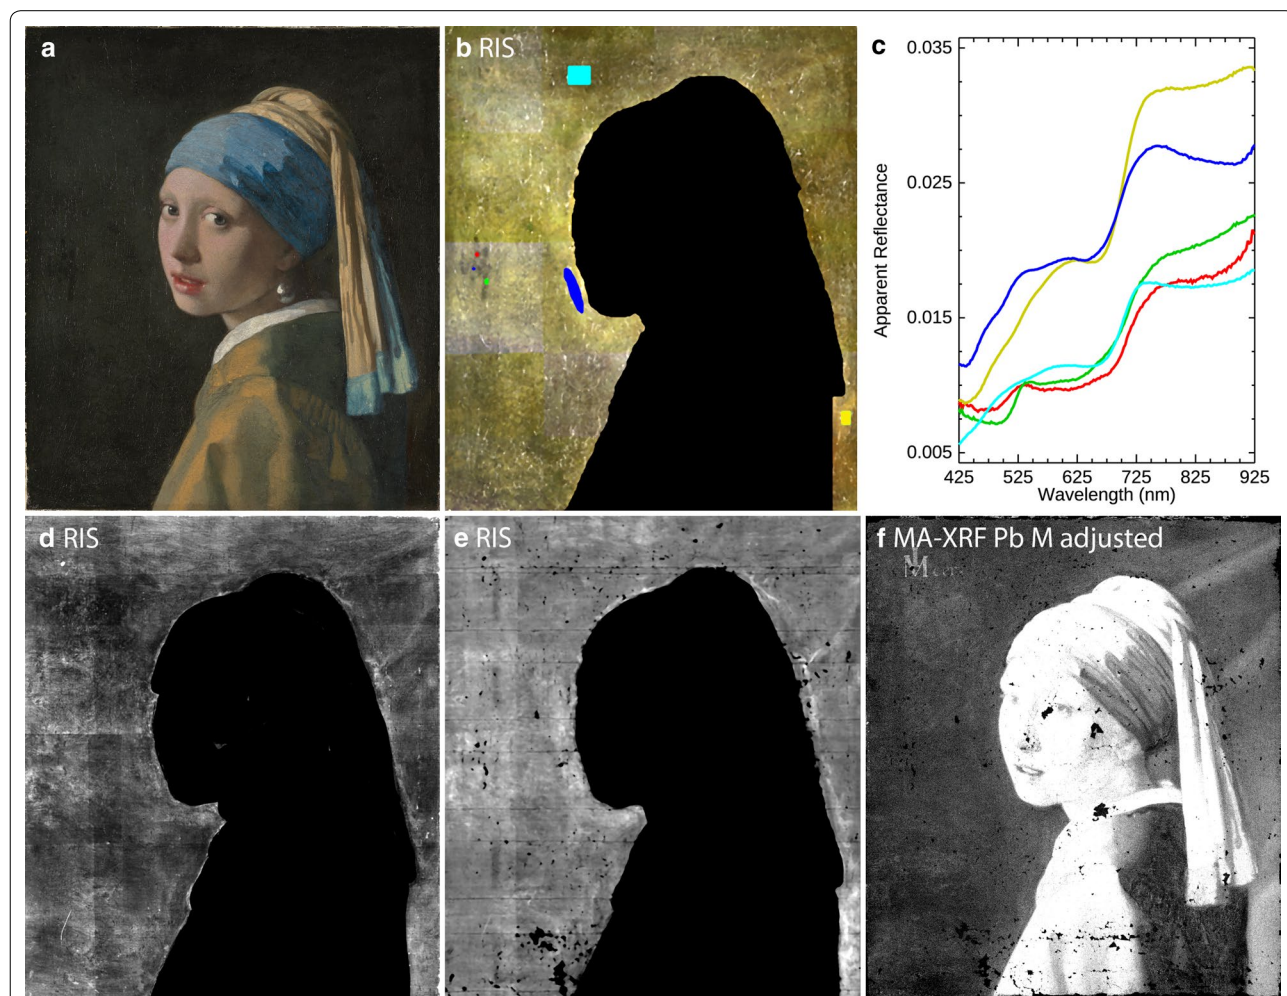 a
b RIS
c
0.035
0.025
0.015
0.005
Apparent Reflectance
425 525 625 725 825 925
Wavelength (nm)
d RIS
e RIS
f MA-XRF Pb M adjusted